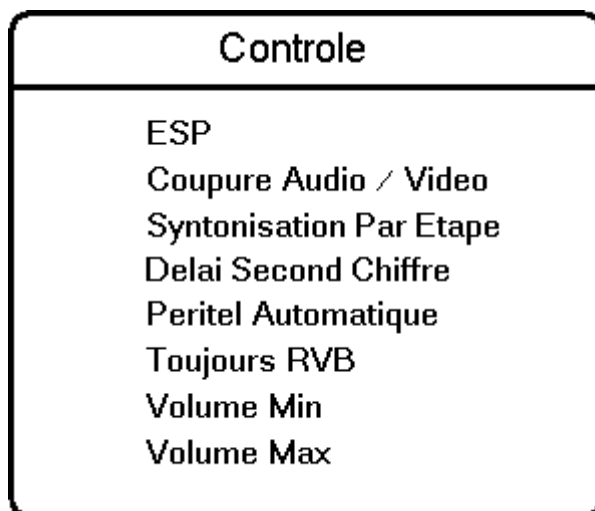 Controle
ESP
Coupure Audio / Video
Syntonisation Par Etape
Delai Second Chiffre
Peritel Automatique
Toujours RVB
Volume Min
Volume Max